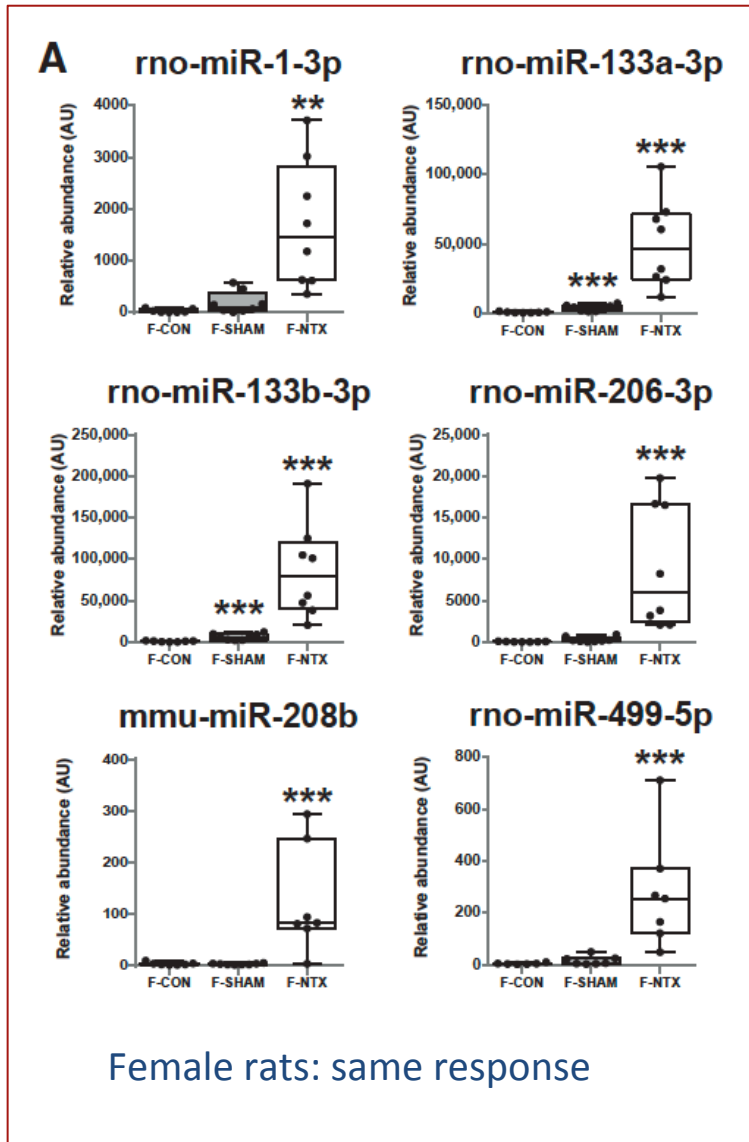 A
rno-miR-1-3p
Relative abundance (AU)
4000
3000
2000
1000
0
**
F-CON F-SHAM F-NTX
rno-miR-133a-3p
Relative abundance (AU)
150,000
100,000
50,000
0
***
***
F-CON F-SHAM F-NTX
rno-miR-133b-3p
Relative abundance (AU)
250,000
200,000
150,000
100,000
50,000
0
***
***
F-CON F-SHAM F-NTX
rno-miR-206-3p
Relative abundance (AU)
25,000
20,000
15,000
10,000
5000
0
***
F-CON F-SHAM F-NTX
mmu-miR-208b
Relative abundance (AU)
400
300
200
100
0
***
F-CON F-SHAM F-NTX
rno-miR-499-5p
Relative abundance (AU)
800
600
400
200
0
***
F-CON F-SHAM F-NTX
Female rats: same response